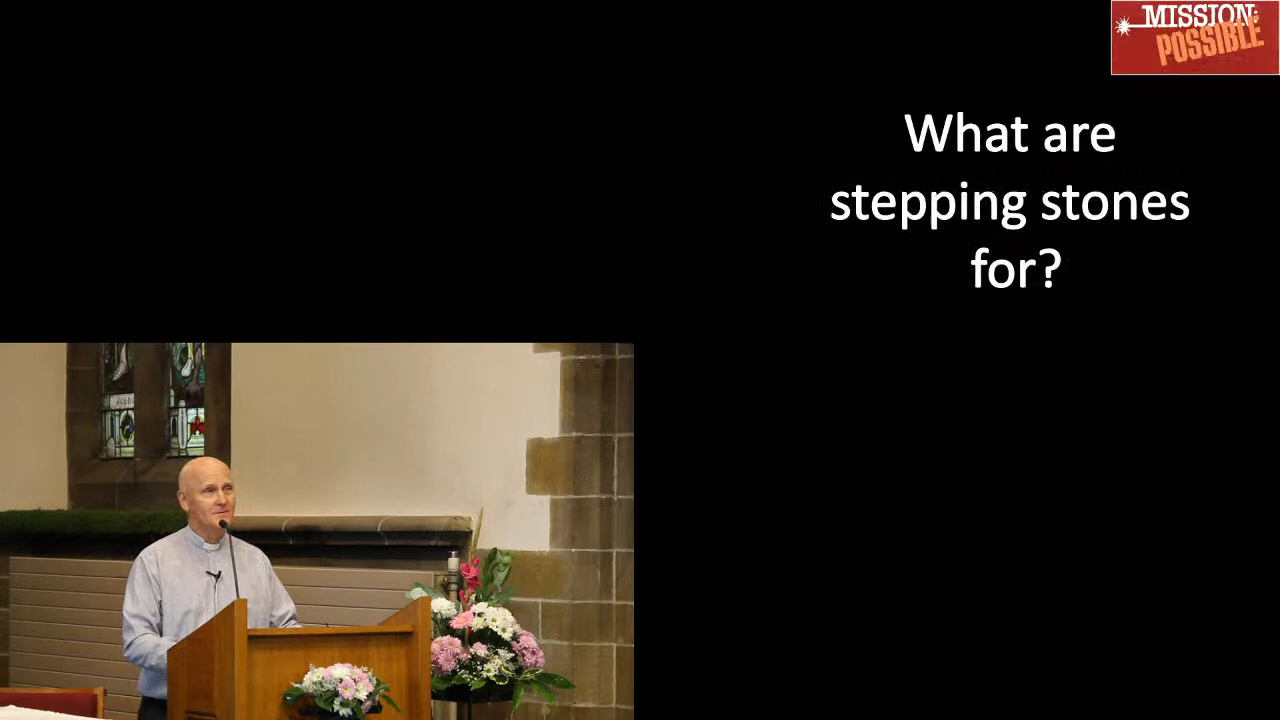 MISSION:
POSSIBLE
What are
stepping stones
for?